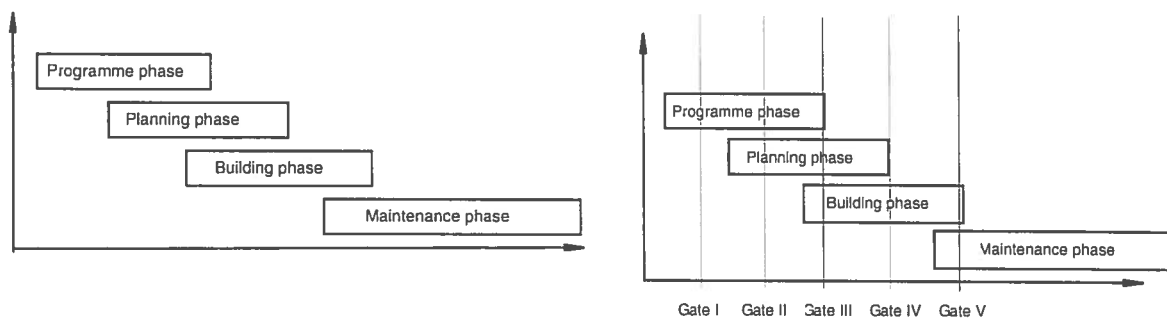 Programme phase
Planning phase
Building phase
Maintenance phase
Programme phase
Planning phase
Building phase
Maintenance phase
Gate I
Gate II
Gate III
Gate IV
Gate V